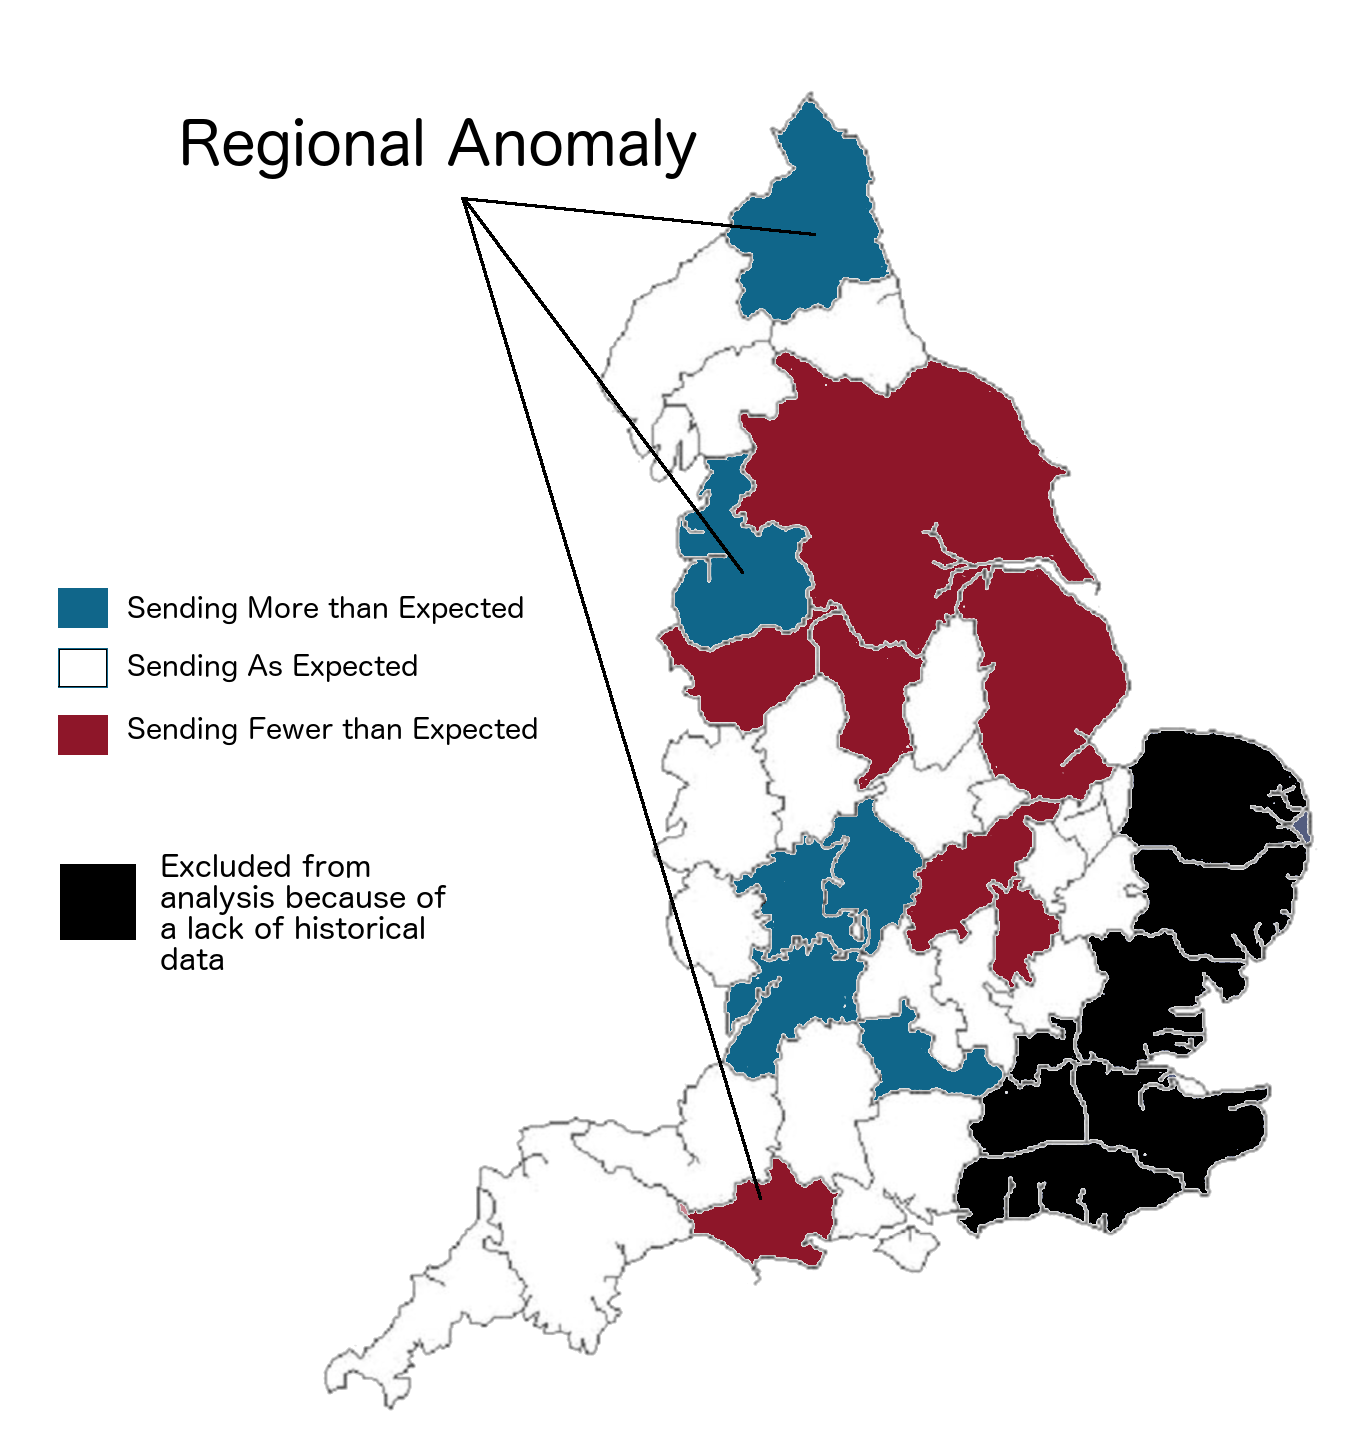 Regional Anomaly
Sending More than Expected
Sending As Expected
Sending Fewer than Expected
Excluded from
analysis because of
a lack of historical
data